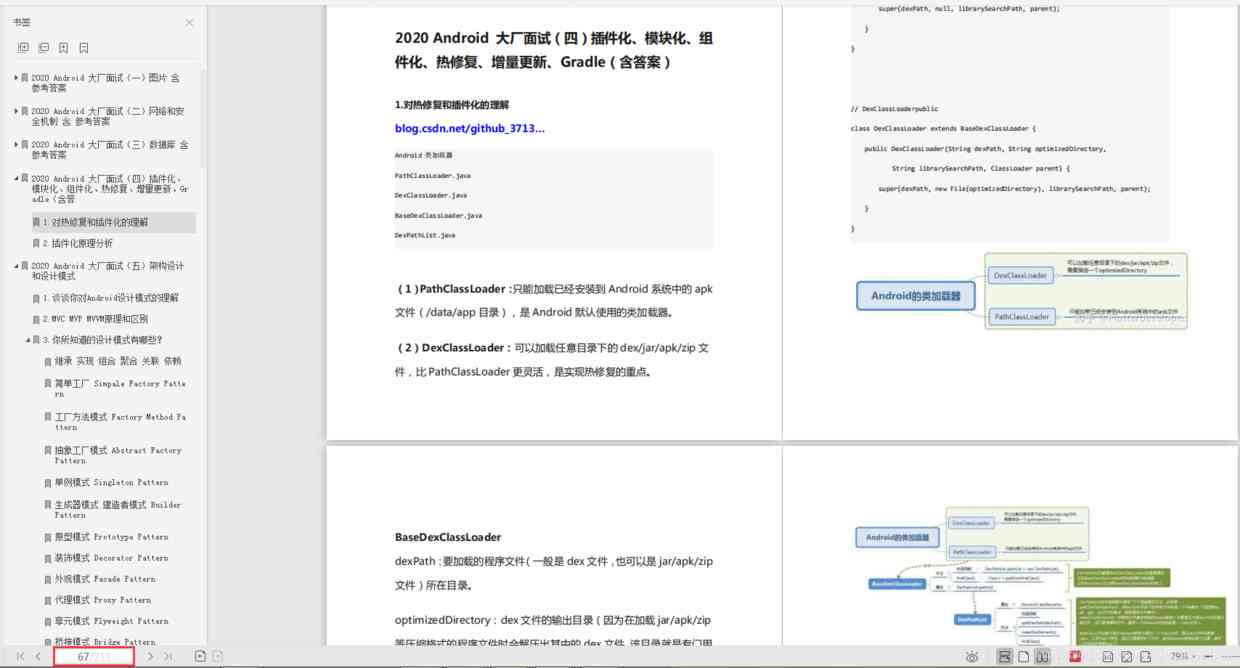 书签
2020 Android 大厂面试（一）图片 含
参考答案
2020 Android 大厂面试（二）网络和安
全机制 含 参考答案
2020 Android 大厂面试（三）数据库 含
参考答案
2020 Android 大厂面试（四）插件化、
模块化、组件化、热修复、增量更新、Gr
adle（含答
1. 对热修复和插件化的理解
2. 插件化原理分析
2020 Android 大厂面试（五）架构设计
和设计模式
1. 谈谈你对Android设计模式的理解
2. MVC MVP MVVM原理和区别
3. 你所知道的设计模式有哪些?
继承 实现 组合 聚合 关联 依赖
简单工厂 Simpale Factory Patte
rn
工厂方法模式 Factory Method Pa
ttern
抽象工厂模式 Abstract Factory
Pattern
单例模式 Singleton Pattern
生成器模式 建造者模式 Builder
Pattern
原型模式 Prototype Pattern
装饰模式 Decorator Pattern
外观模式 Facade Pattern
代理模式 Proxy Pattern
享元模式 Flyweight Pattern
桥接模式 Bridge Pattern
2020 Android 大厂面试（四）插件化、模块化、组
件化、热修复、增量更新、Gradle（含答案）
1.对热修复和插件化的理解
blog.csdn.net/github_3713...
Android 类加载器
PathClassLoader.java
DexClassLoader.java
BaseDexClassLoader.java
DexPathList.java
（1）PathClassLoader：只能加载已经安装到 Android 系统中的 apk
文件（/data/app 目录），是 Android 默认使用的类加载器。
（2）DexClassLoader：可以加载任意目录下的 dex/jar/apk/zip 文
件，比 PathClassLoader 更灵活，是实现热修复的重点。
super(dexPath, null, librarySearchPath, parent);
}
}
// DexClassLoaderpublic
class DexClassLoader extends BaseDexClassLoader {
public DexClassLoader(String dexPath, String optimizedDirectory,
String librarySearchPath, ClassLoader parent) {
super(dexPath, new File(optimizedDirectory), librarySearchPath, parent);
}
}
Android的类加载器
DexClassLoader
可以加载任意目录下的dex/jar/apk/zip文件，
需要指定一个optimizedDirectory
PathClassLoader
只能加载已经安装到Android系统中的apk文件
BaseDexClassLoader
dexPath：要加载的程序文件（一般是 dex 文件，也可以是 jar/apk/zip
文件）所在目录。
optimizedDirectory：dex 文件的输出目录（因为在加载 jar/apk/zip
等压缩格式的程序文件时会解压出其中的 dex 文件，该目录就是专门用
Android的类加载器
DexClassLoader
PathClassLoader
BaseDexClassLoader
DexPathList
67
79%